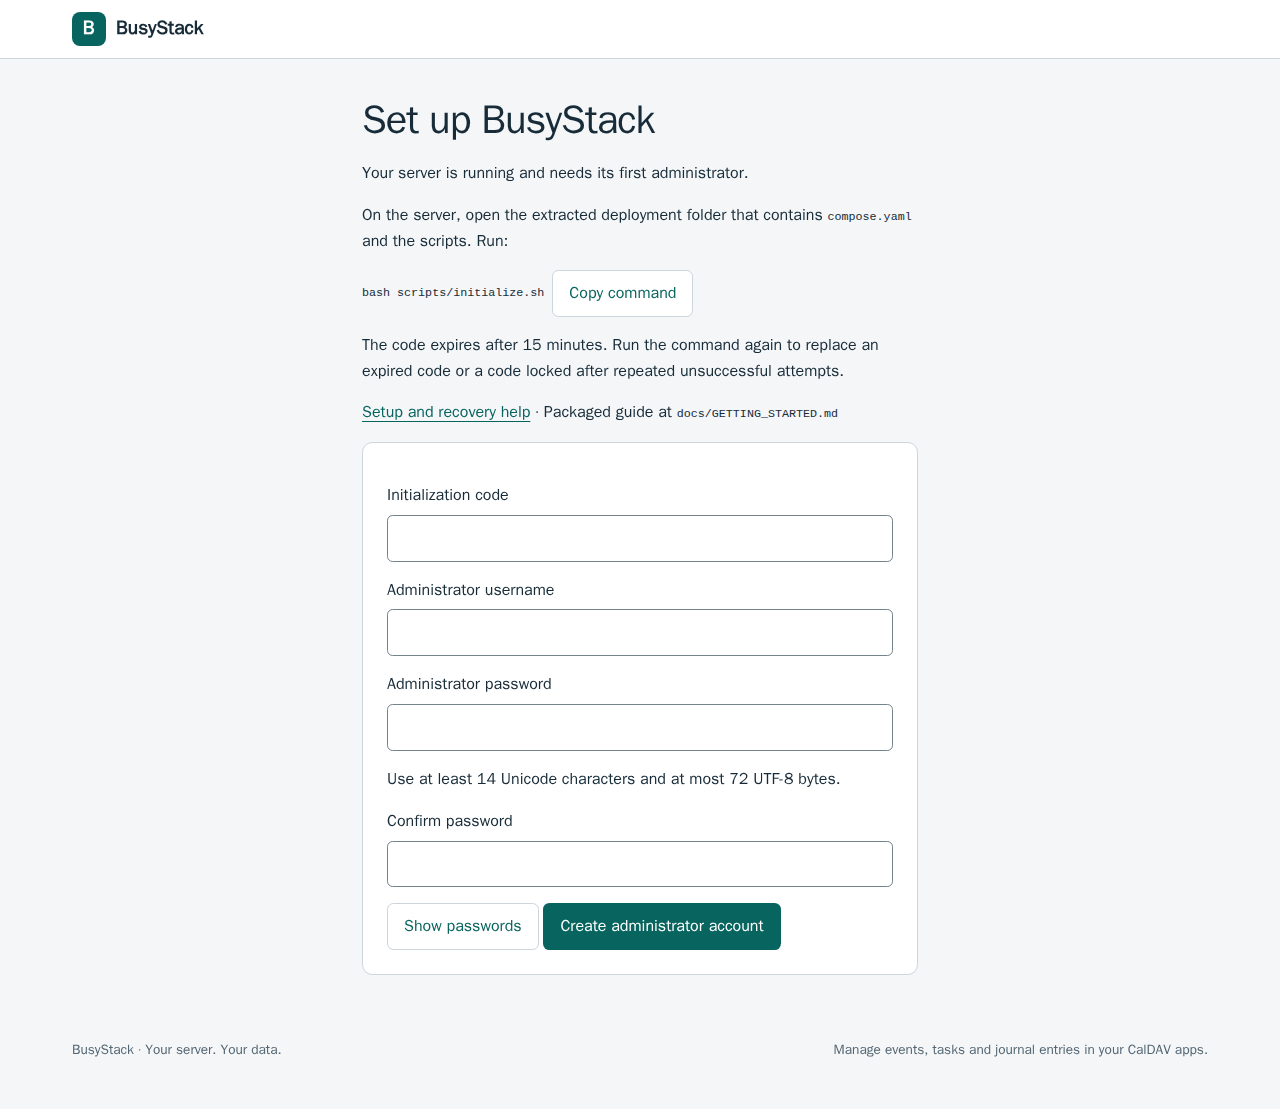 B BusyStack
Set up BusyStack
Your server is running and needs its first administrator.
On the server, open the extracted deployment folder that contains compose.yaml
and the scripts. Run:
bash scripts/initialize.sh Copy command
The code expires after 15 minutes. Run the command again to replace an
expired code or a code locked after repeated unsuccessful attempts.
Setup and recovery help · Packaged guide at docs/GETTING_STARTED.md
Initialization code
Administrator username
Administrator password
Use at least 14 Unicode characters and at most 72 UTF-8 bytes.
Confirm password
Show passwords Create administrator account
BusyStack · Your server. Your data. Manage events, tasks and journal entries in your CalDAV apps.